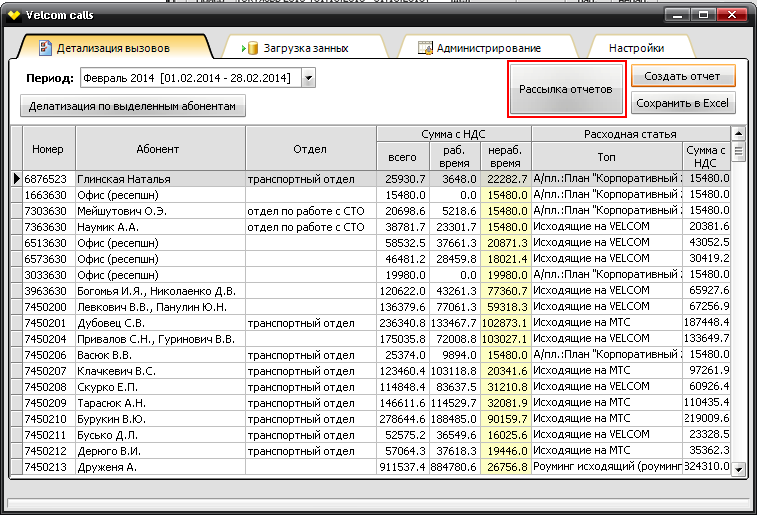 Velcom calls
Детализация вызовов
Загрузка занных
Администрирование
Настройки
Период: Февраль 2014 [01.02.2014 - 28.02.2014]
Рассылка отчетов
Создать отчет
Делатизация по выделенным абонентам
Сохранить в Excel
Номер Абонент Отдел Сумма с НДС Расходная статья
всего раб. время нераб. время Топ Сумма с НДС
6876523 Глинская Наталья транспортный отдел 25930.7 3648.0 22282.7 А/пл.:План "Корпоративный 15480.0
1663630 Офис (ресепшн) 15480.0 0.0 15480.0 А/пл.:План "Корпоративный 15480.0
7303630 Мейшутович О.Э. отдел по работе с СТО 20698.6 5218.6 15480.0 А/пл.:План "Корпоративный 15480.0
7363630 Наумик А.А. отдел по работе с СТО 38781.7 23301.7 15480.0 Исходящие на VELCOM 20381.6
6513630 Офис (ресепшн) 58532.5 37661.3 20871.3 Исходящие на VELCOM 43052.5
6573630 Офис (ресепшн) 46481.2 28459.8 18021.4 Исходящие на VELCOM 30419.2
3033630 Офис (ресепшн) 19980.0 0.0 19980.0 А/пл.:План "Корпоративный 15480.0
3963630 Богомья И.Я., Николаенко Д.В. 120622.0 43261.3 77360.7 Исходящие на VELCOM 65927.6
7450200 Левкович В.В., Панулин Ю.Н. 136379.6 77061.3 59318.3 Исходящие на VELCOM 67256.9
7450201 Дубовец С.В. транспортный отдел 236340.8 133467.7 102873.1 Исходящие на МТС 187448.4
7450204 Привалов С.Н., Гуринович В.В. 175035.8 72008.8 103027.1 Исходящие на VELCOM 133649.7
7450206 Васюк В.В. транспортный отдел 25374.0 9894.0 15480.0 А/пл.:План "Корпоративный 15480.0
7450207 Клачкевич В.С. транспортный отдел 123460.4 103118.8 20341.6 Исходящие на МТС 97261.9
7450208 Скурко Е.П. транспортный отдел 114848.4 83637.5 31210.8 Исходящие на VELCOM 60926.4
7450209 Тарасюк А.Н. транспортный отдел 146611.6 114529.7 32081.9 Исходящие на МТС 110435.4
7450210 Бурукин В.Ю. транспортный отдел 278644.6 188485.0 90159.7 Исходящие на МТС 219009.6
7450211 Бусько Д.Л. транспортный отдел 52575.2 36549.6 16025.6 Исходящие на VELCOM 23328.5
7450212 Дерюго В.И. транспортный отдел 57064.3 37618.3 19446.0 Исходящие на МТС 35362.3
7450213 Друженя А. 911537.4 884780.6 26756.8 Роуминг исходящий (роуминг 824310.0